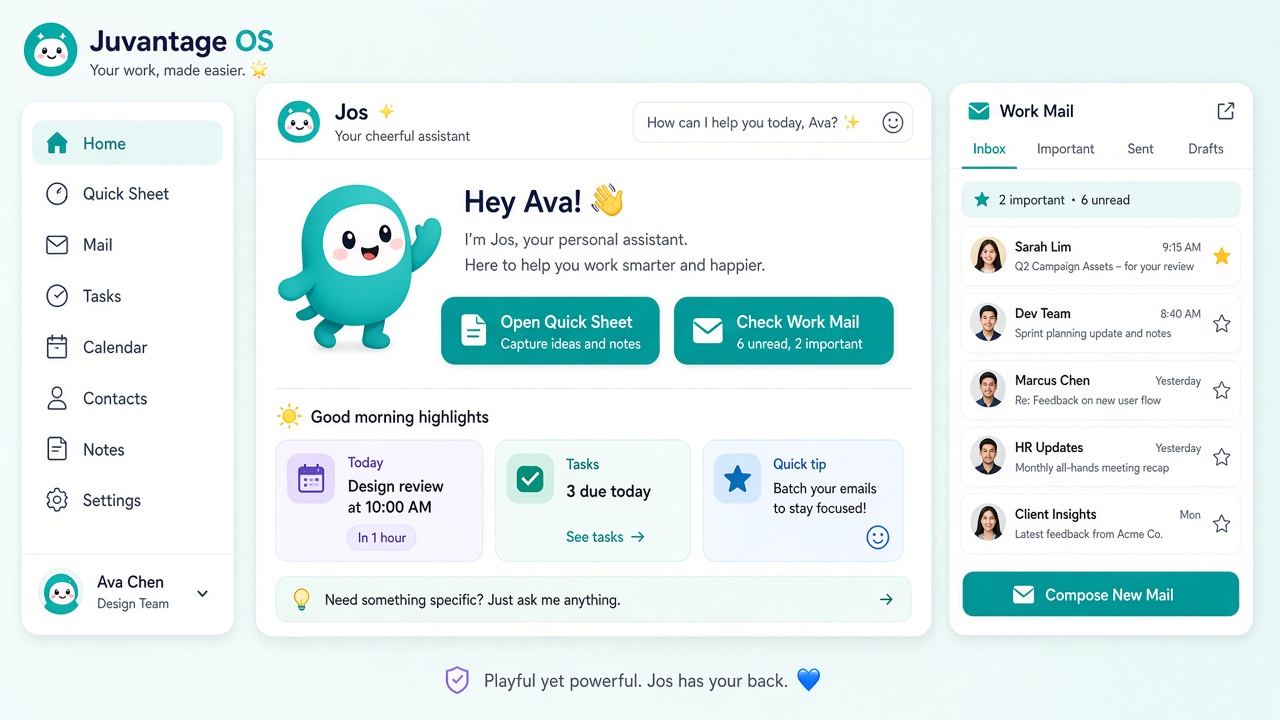 Juvantage OS
Your work, made easier. 🌟
Home
Quick Sheet
Mail
Tasks
Calendar
Contacts
Notes
Settings
Ava Chen
Design Team
Jos ✨
Your cheerful assistant
How can I help you today, Ava? ✨
Hey Ava! 👋
I'm Jos, your personal assistant.
Here to help you work smarter and happier.
Open Quick Sheet
Capture ideas and notes
Check Work Mail
6 unread, 2 important
Good morning highlights
Today
Design review
at 10:00 AM
In 1 hour
Tasks
3 due today
See tasks →
Quick tip
Batch your emails
to stay focused!
Need something specific? Just ask me anything.
Work Mail
Inbox Important Sent Drafts
2 important • 6 unread
Sarah Lim 9:15 AM
Q2 Campaign Assets – for your review
Dev Team 8:40 AM
Sprint planning update and notes
Marcus Chen Yesterday
Re: Feedback on new user flow
HR Updates Yesterday
Monthly all-hands meeting recap
Client Insights Mon
Latest feedback from Acme Co.
Compose New Mail
Playful yet powerful. Jos has your back. 💙